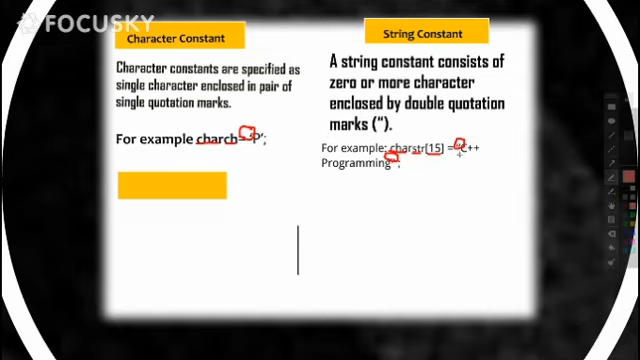 FOCUSKY
Character Constant
Character constants are specified as
single character enclosed in pair of
single quotation marks.
For example charch= 'P';
String Constant
A string constant consists of
zero or more character
enclosed by double quotation
marks (").
For example: charstr[15] = "C++
Programming";